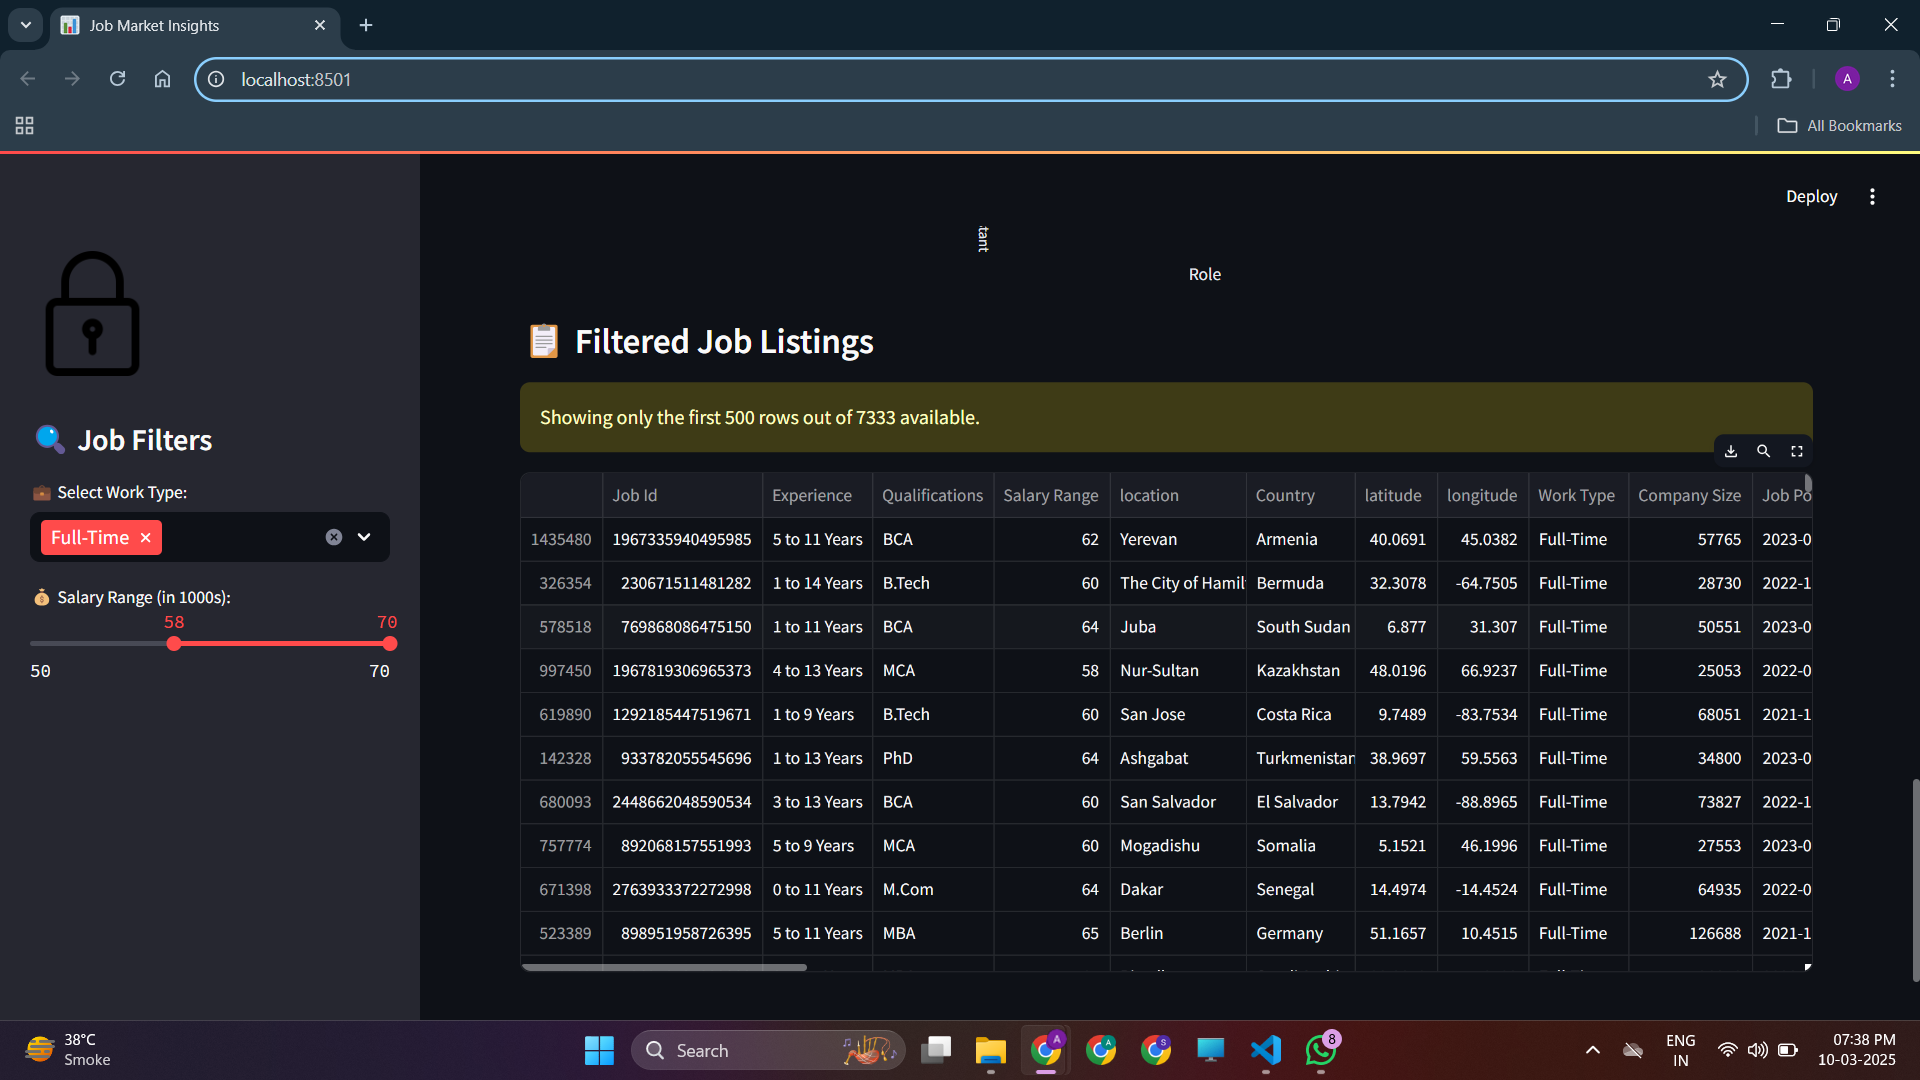 Job Market Insights
localhost:8501
A
All Bookmarks
Deploy
tant
Role
Filtered Job Listings
Showing only the first 500 rows out of 7333 available.
Job Filters
Select Work Type:
Full-Time
Salary Range (in 1000s):
58 70
50 70
Job Id Experience Qualifications Salary Range location Country latitude longitude Work Type Company Size Job Po
1435480 1967335940495985 5 to 11 Years BCA 62 Yerevan Armenia 40.0691 45.0382 Full-Time 57765 2023-0
326354 230671511481282 1 to 14 Years B.Tech 60 The City of Hamil Bermuda 32.3078 -64.7505 Full-Time 28730 2022-1
578518 769868086475150 1 to 11 Years BCA 64 Juba South Sudan 6.877 31.307 Full-Time 50551 2023-0
997450 1967819306965373 4 to 13 Years MCA 58 Nur-Sultan Kazakhstan 48.0196 66.9237 Full-Time 25053 2022-0
619890 1292185447519671 1 to 9 Years B.Tech 60 San Jose Costa Rica 9.7489 -83.7534 Full-Time 68051 2021-1
142328 933782055545696 1 to 13 Years PhD 64 Ashgabat Turkmenistan 38.9697 59.5563 Full-Time 34800 2023-0
680093 2448662048590534 3 to 13 Years BCA 60 San Salvador El Salvador 13.7942 -88.8965 Full-Time 73827 2022-1
757774 892068157551993 5 to 9 Years MCA 60 Mogadishu Somalia 5.1521 46.1996 Full-Time 27553 2023-0
671398 2763933372272998 0 to 11 Years M.Com 64 Dakar Senegal 14.4974 -14.4524 Full-Time 64935 2022-0
523389 898951958726395 5 to 11 Years MBA 65 Berlin Germany 51.1657 10.4515 Full-Time 126688 2021-1
38°C
Smoke
Search
A
A
S
8
ENG
IN
07:38 PM
10-03-2025